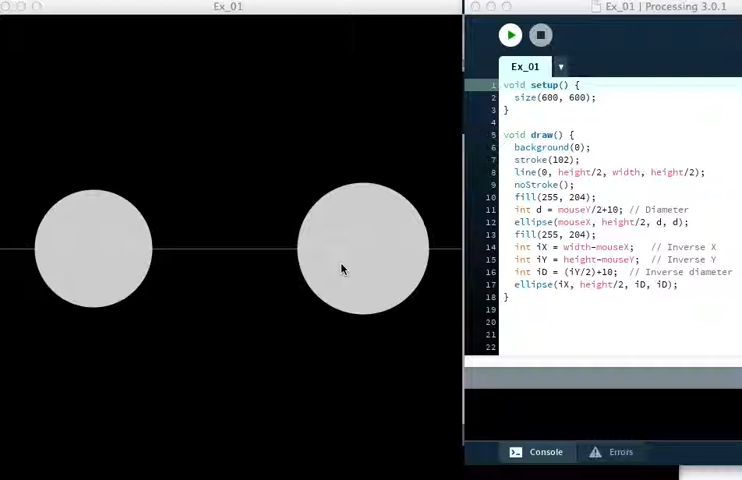 Ex_01
Ex_01 | Processing 3.0.1
Ex_01
1 void setup() {
2 size(600, 600);
3 }
4
5 void draw() {
6 background(0);
7 stroke(102);
8 line(0, height/2, width, height/2);
9 noStroke();
10 fill(255, 204);
11 int d = mouseY/2+10; // Diameter
12 ellipse(mouseX, height/2, d, d);
13 fill(255, 204);
14 int iX = width-mouseX; // Inverse X
15 int iY = height-mouseY; // Inverse Y
16 int iD = (iY/2)+10; // Inverse diameter
17 ellipse(iX, height/2, iD, iD);
18 }
19
20
21
22
Console
Errors